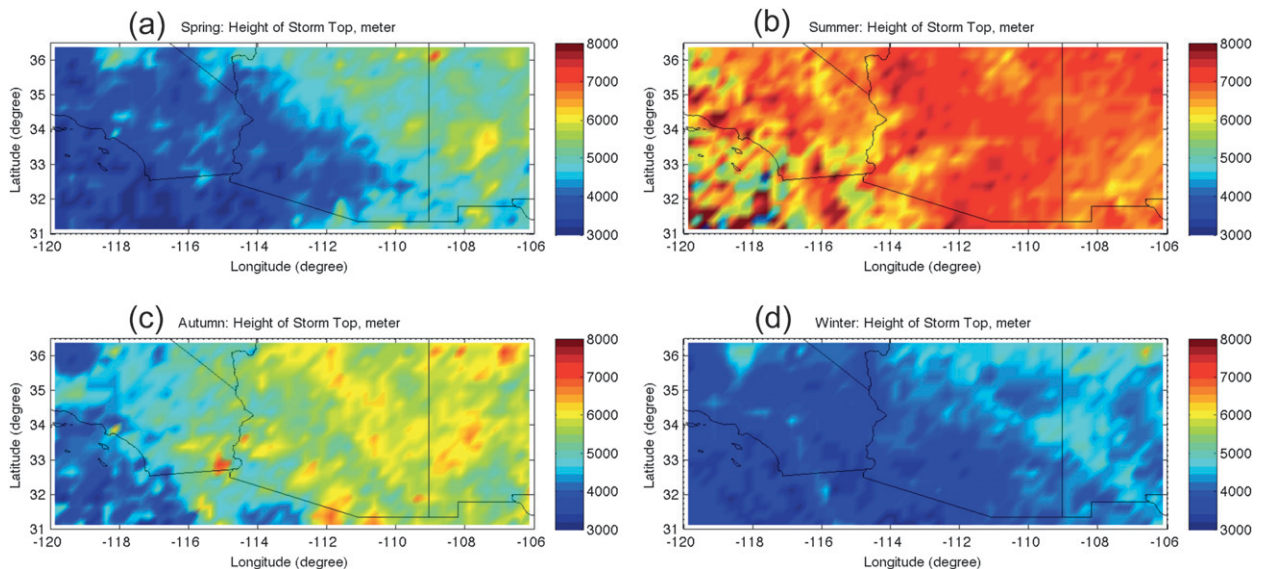 (a)
Spring: Height of Storm Top, meter
36
35
34
33
32
31
Latitude (degree)
-120 -118 -116 -114 -112 -110 -108 -106
Longitude (degree)
8000
7000
6000
5000
4000
3000
(b)
Summer: Height of Storm Top, meter
36
35
34
33
32
31
Latitude (degree)
-120 -118 -116 -114 -112 -110 -108 -106
Longitude (degree)
8000
7000
6000
5000
4000
3000
(c)
Autumn: Height of Storm Top, meter
36
35
34
33
32
31
Latitude (degree)
-120 -118 -116 -114 -112 -110 -108 -106
Longitude (degree)
8000
7000
6000
5000
4000
3000
(d)
Winter: Height of Storm Top, meter
36
35
34
33
32
31
Latitude (degree)
-120 -118 -116 -114 -112 -110 -108 -106
Longitude (degree)
8000
7000
6000
5000
4000
3000